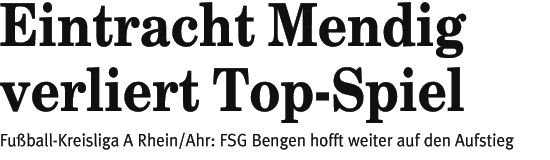 Eintracht Mendig
verliert Top-Spiel
Fußball-Kreisliga A Rhein/Ahr: FSG Bengen hofft weiter auf den Aufstieg